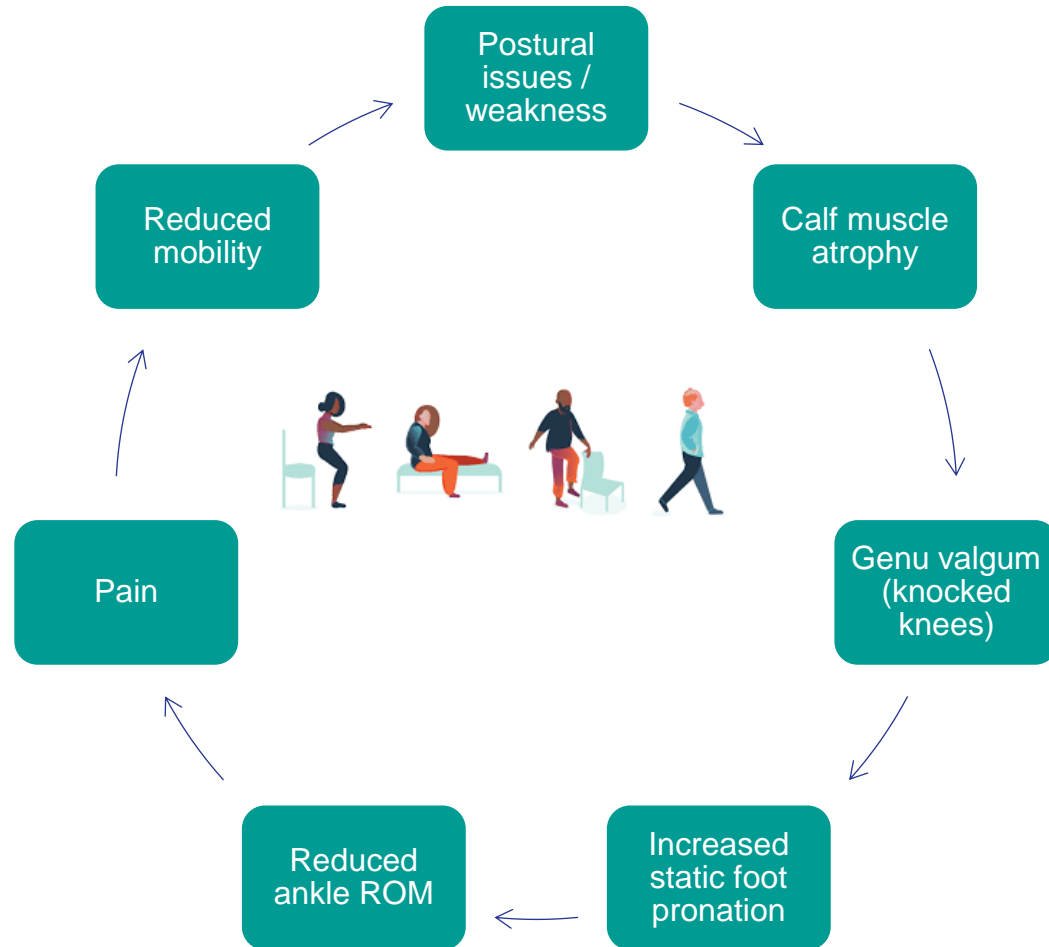 Postural
issues /
weakness
Calf muscle
atrophy
Genu valgum
(knocked
knees)
Increased
static foot
pronation
Reduced
ankle ROM
Pain
Reduced
mobility